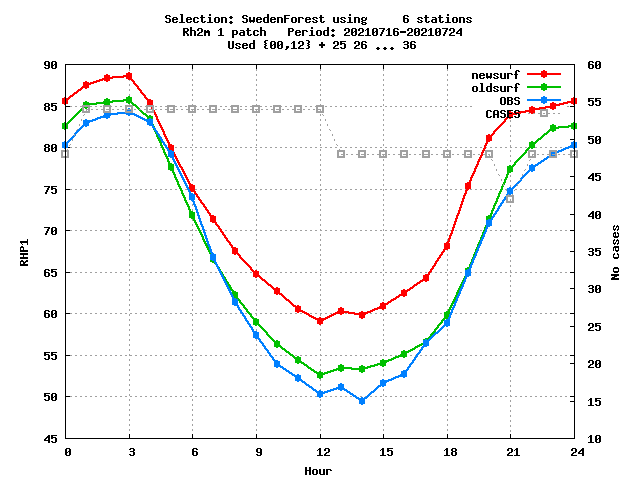 Selection: SwedenForest using     6 stations
Rh2m 1 patch   Period: 20210716-20210724
Used {00,12} + 25 26 ... 36
newsurf
oldsurf
OBS
CASES
RHP1
90
85
80
75
70
65
60
55
50
45
60
55
50
45
40
35
30
25
20
15
10
No cases
0 3 6 9 12 15 18 21 24
Hour